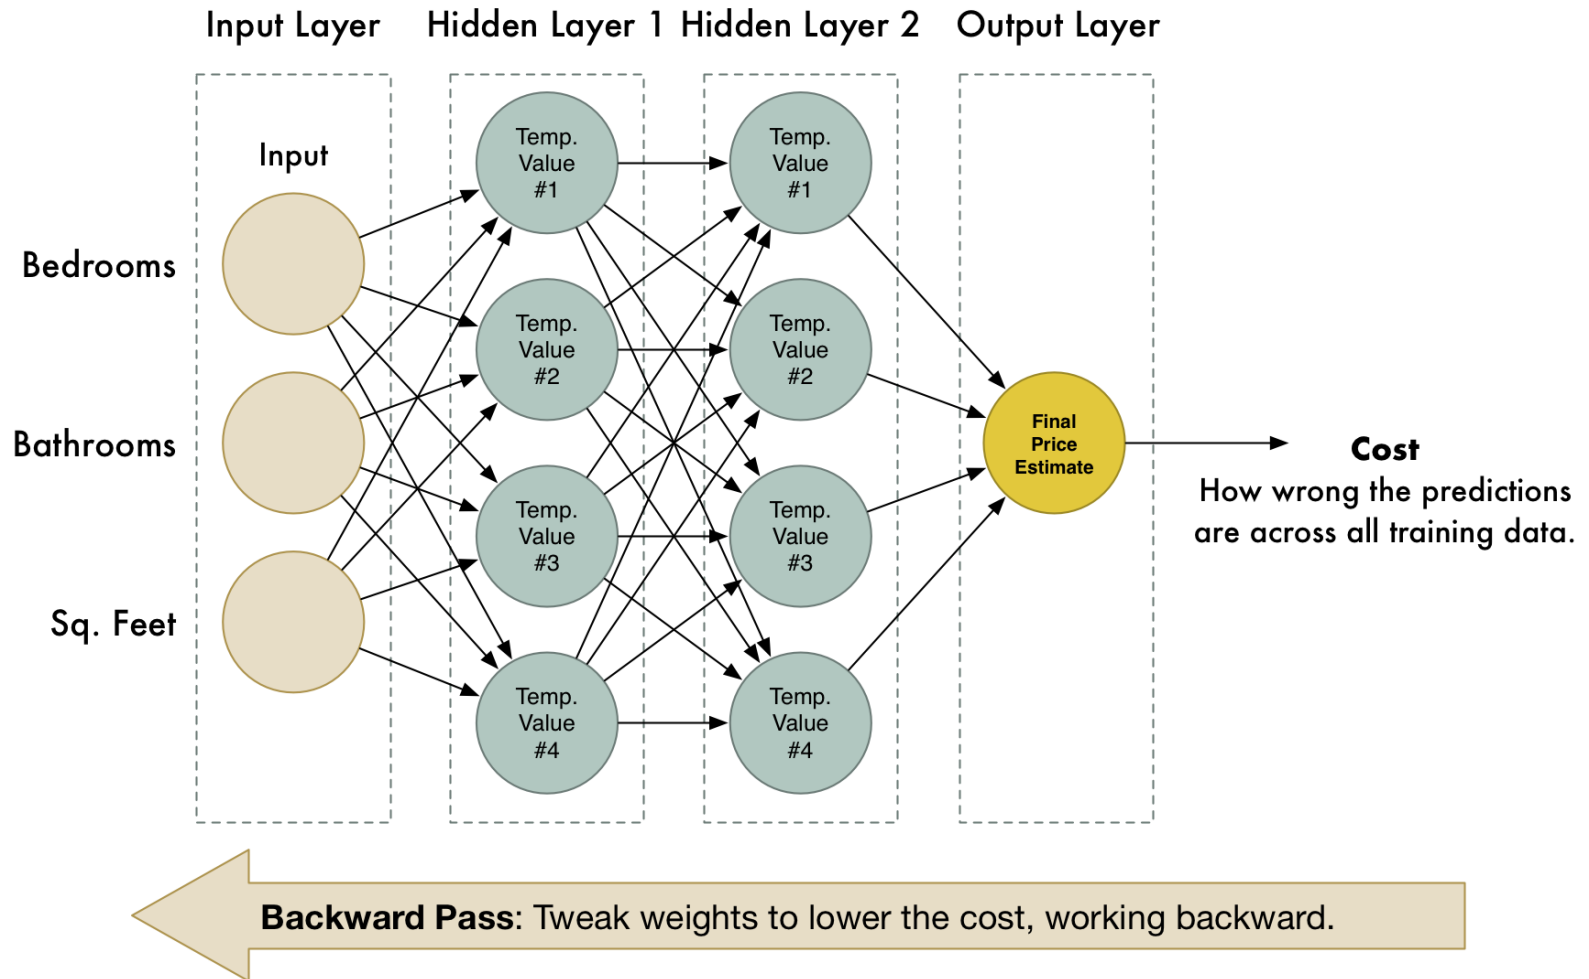 Input Layer
Hidden Layer 1
Hidden Layer 2
Output Layer
Input
Bedrooms
Bathrooms
Sq. Feet
Temp.
Value
#1
Temp.
Value
#2
Temp.
Value
#3
Temp.
Value
#4
Temp.
Value
#1
Temp.
Value
#2
Temp.
Value
#3
Temp.
Value
#4
Final
Price
Estimate
Cost
How wrong the predictions
are across all training data.
Backward Pass: Tweak weights to lower the cost, working backward.